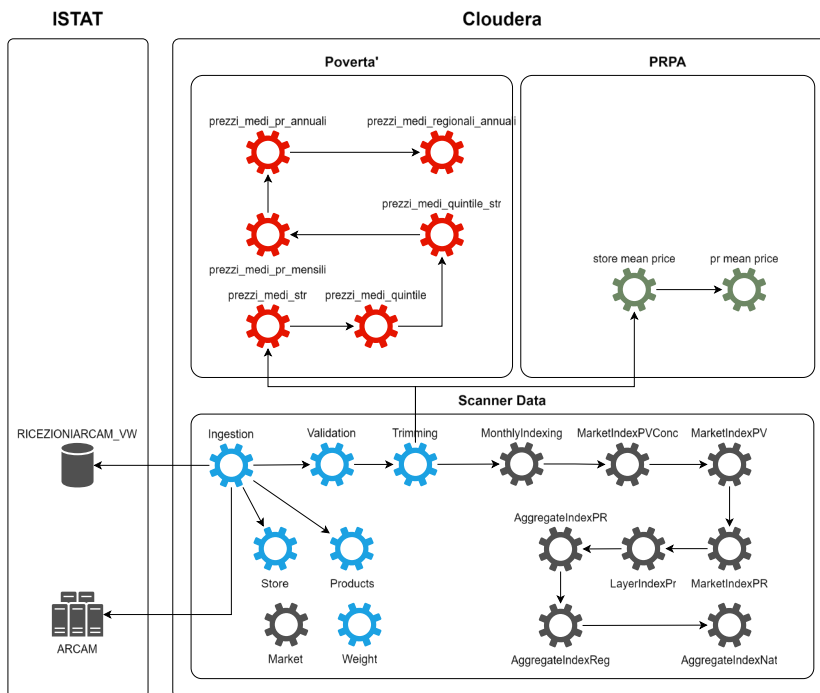 ISTAT
Cloudera
Poverta'
PRPA
prezzi_medi_pr_annuali
prezzi_medi_regionali_annuali
prezzi_medi_quintile_str
prezzi_medi_pr_mensili
prezzi_medi_str
prezzi_medi_quintile
store mean price
pr mean price
Scanner Data
RICEZIONIARCAM_VW
Ingestion
Validation
Trimming
MonthlyIndexing
MarketIndexPVConc
MarketIndexPV
AggregateIndexPR
Store
Products
LayerIndexPr
MarketIndexPR
ARCAM
Market
Weight
AggregateIndexReg
AggregateIndexNat